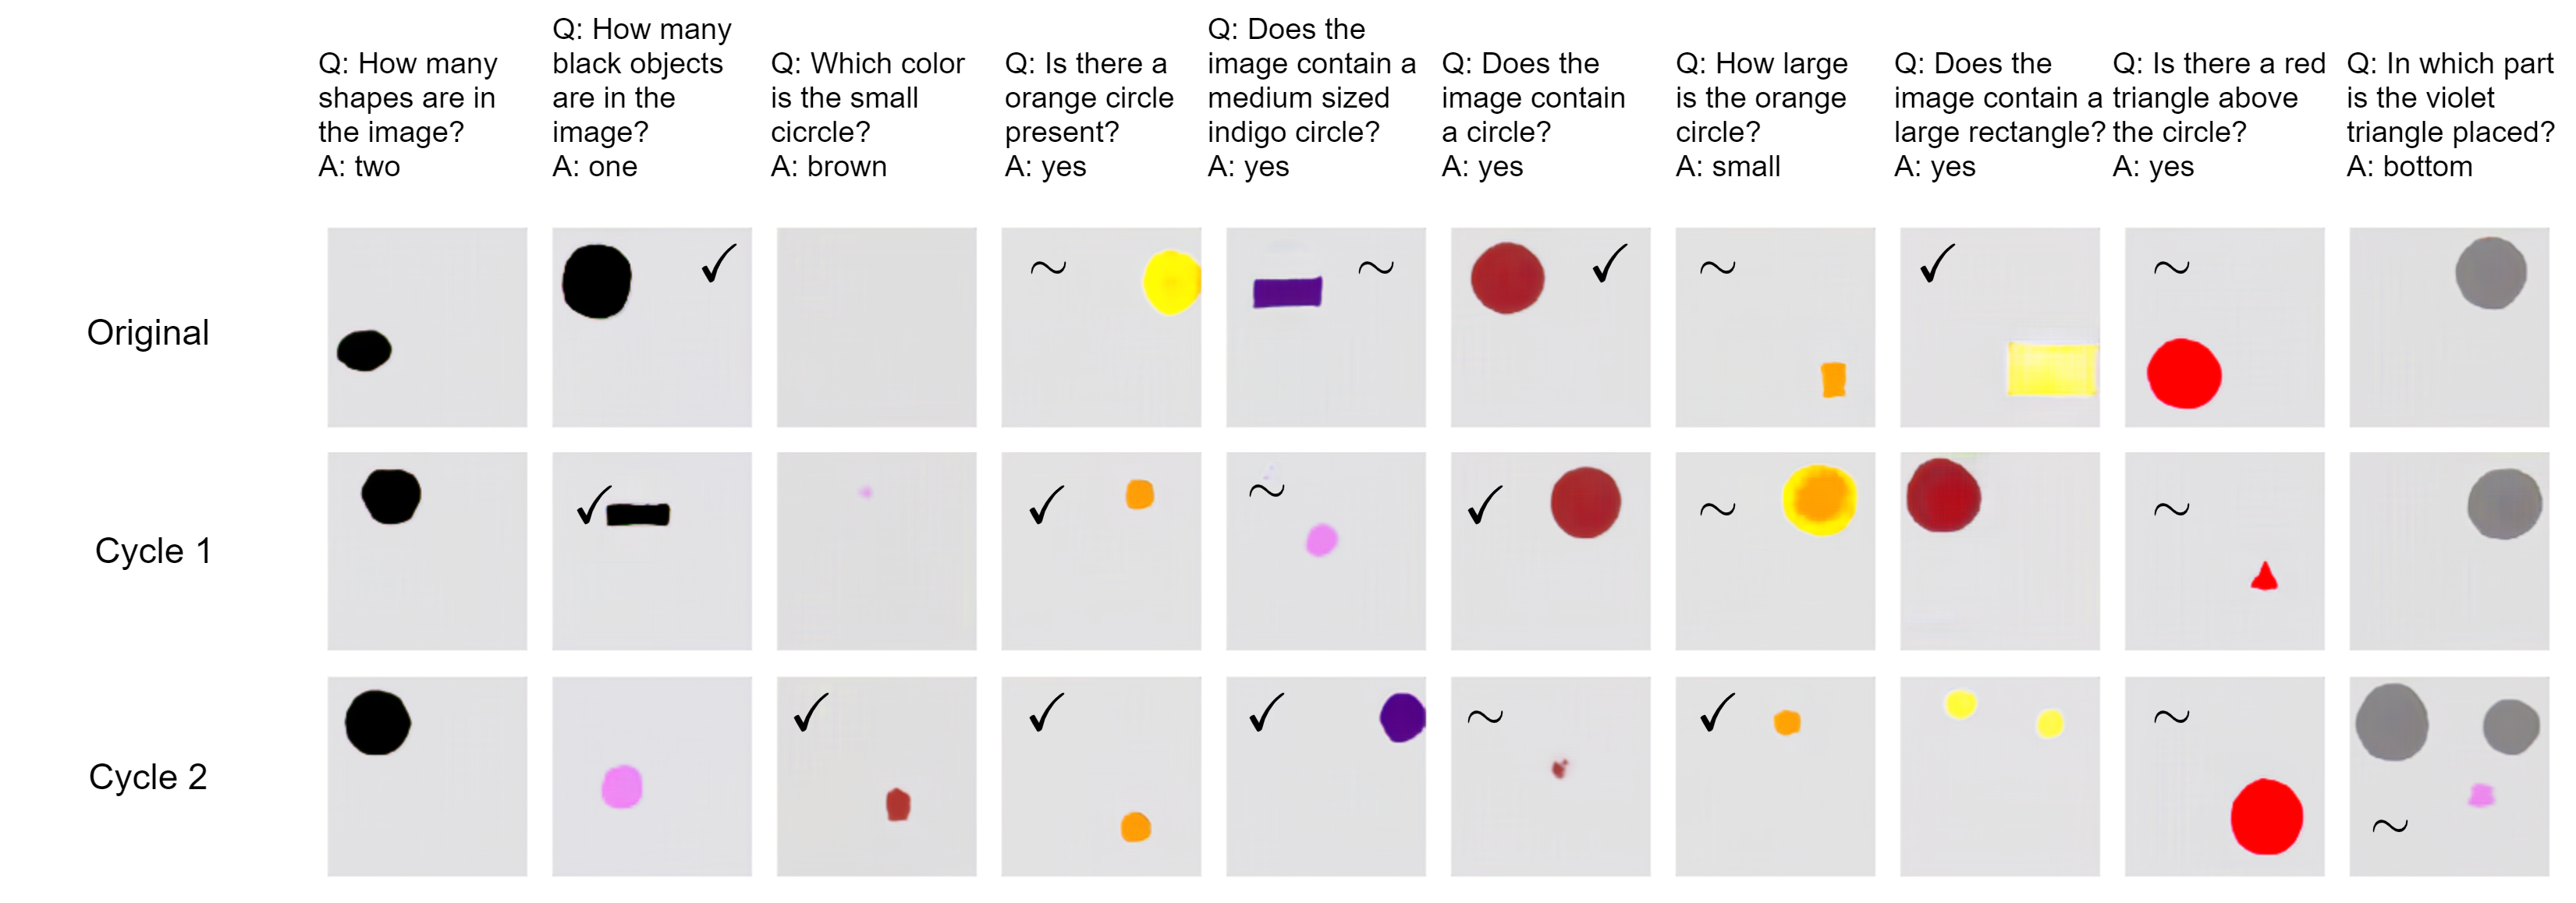 Q: How many
shapes are in
the image?
A: two
Q: How many
black objects
are in the
image?
A: one
Q: Which color
is the small
cicrcle?
A: brown
Q: Is there a
orange circle
present?
A: yes
Q: Does the
image contain a
medium sized
indigo circle?
A: yes
Q: Does the
image contain
a circle?
A: yes
Q: How large
is the orange
circle?
A: small
Q: Does the
image contain a
large rectangle?
A: yes
Q: Is there a red
triangle above
the circle?
A: yes
Q: In which part
is the violet
triangle placed?
A: bottom
Original
✓ ~ ~ ✓ ~ ✓ ~
Cycle 1
✓ ✓ ~ ✓ ~ ~
Cycle 2
✓ ✓ ✓ ~ ✓ ~ ~